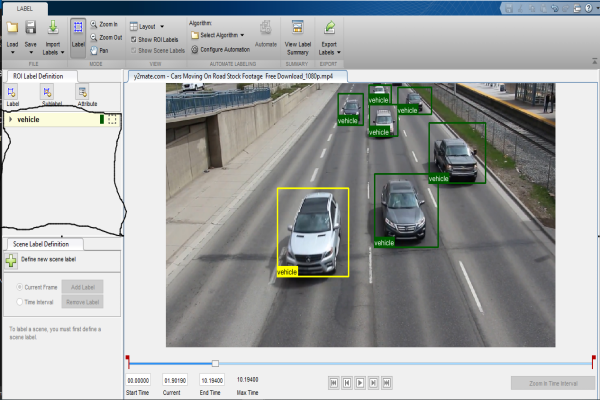 LABEL
Load
Save
Import
Labels
Label
Zoom In
Zoom Out
Pan
Layout
Show ROI Labels
Show Scene Labels
Algorithm:
Select Algorithm
Configure Automation
Automate
View Label
Summary
Export
Labels
FILE
MODE
VIEW
AUTOMATE LABELING
SUMMARY
EXPORT
ROI Label Definition
y2mate.com - Cars Moving On Road Stock Footage Free Download_1080p.mp4
Label
Sublabel
Attribute
vehicle
vehicle
vehicle
vehicle
vehicle
vehicle
vehicle
vehicle
Scene Label Definition
Define new scene label
Current Frame
Add Label
Time Interval
Remove Label
To label a scene, you must first define a
scene label.
00.00000
01.90190
10.19400
10.19400
Start Time
Current
End Time
Max Time
Zoom In Time Interval